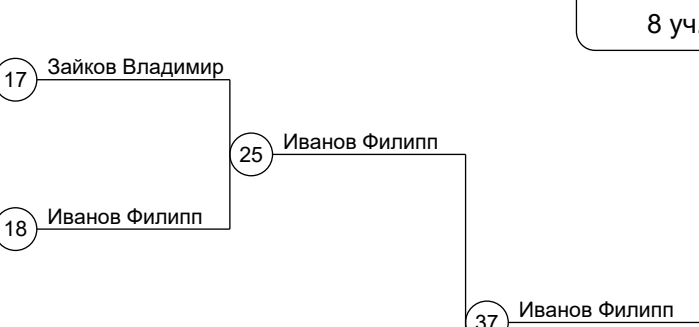 8 уч.
17 Зайков Владимир
25 Иванов Филипп
18 Иванов Филипп
37 Иванов Филипп